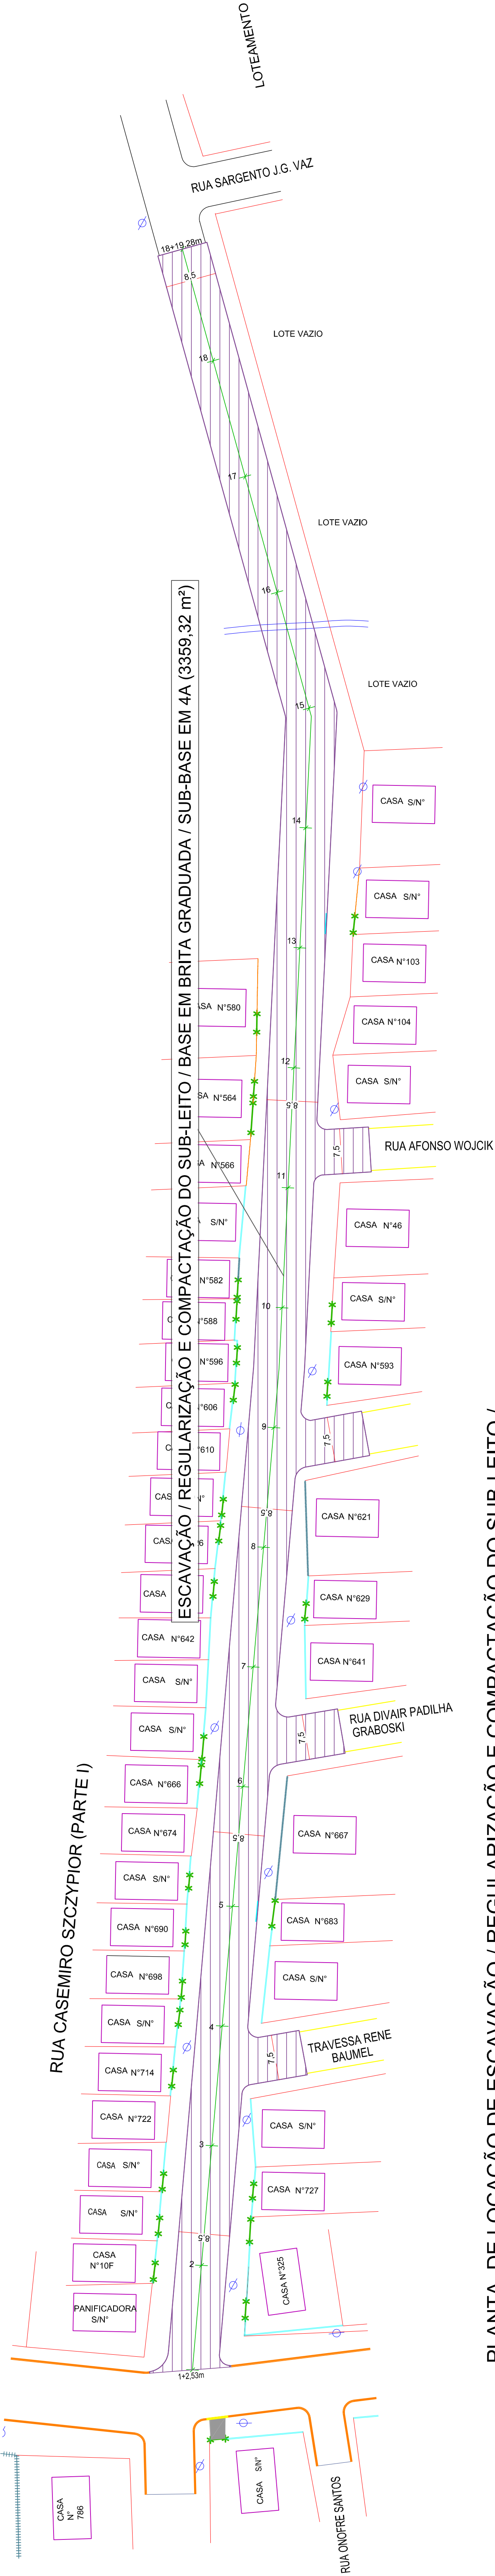 LOTEAMENTO
RUA SARGENTO J.G. VAZ
18+19,28m
8,5
18
LOTE VAZIO
17
LOTE VAZIO
16
ESCAVAÇÃO / REGULARIZAÇÃO E COMPACTAÇÃO DO SUB-LEITO / BASE EM BRITA GRADUADA / SUB-BASE EM 4A (3359,32 m²)
LOTE VAZIO
15
CASA S/N°
14
CASA S/N°
13
CASA N°103
N°580
CASA N°104
12
CASA S/N°
N°564
8,5
RUA AFONSO WOJCIK
7,5
N°566
11
S/N°
CASA N°46
N°582
CASA S/N°
10
N°588
N°596
CASA N°593
N°606
9
7,5
CASA N°621
8,5
8
CASA
CASA N°629
CASA N°642
CASA N°641
7
CASA S/N°
RUA DIVAIR PADILHA
GRABOSKI
CASA S/N°
7,5
6
CASA N°666
CASA N°674
8,5
CASA N°667
RUA CASEMIRO SZCZYPIOR (PARTE I)
CASA S/N°
5
CASA N°690
CASA N°683
CASA N°698
CASA S/N°
4
CASA S/N°
TRAVESSA RENE
BAUMEL
7,5
CASA N°714
CASA N°722
CASA S/N°
3
CASA S/N°
CASA N°727
CASA S/N°
8,5
CASA
N°10F
2
CASA N°325
PANIFICADORA
S/N°
1+2,53m
CASA S/N°
CASA
N°
786
RUA ONOFRE SANTOS
PLANTA DE LOCAÇÃO DE ESCAVAÇÃO / REGULARIZAÇÃO E COMPACTAÇÃO DO SUB-LEITO /